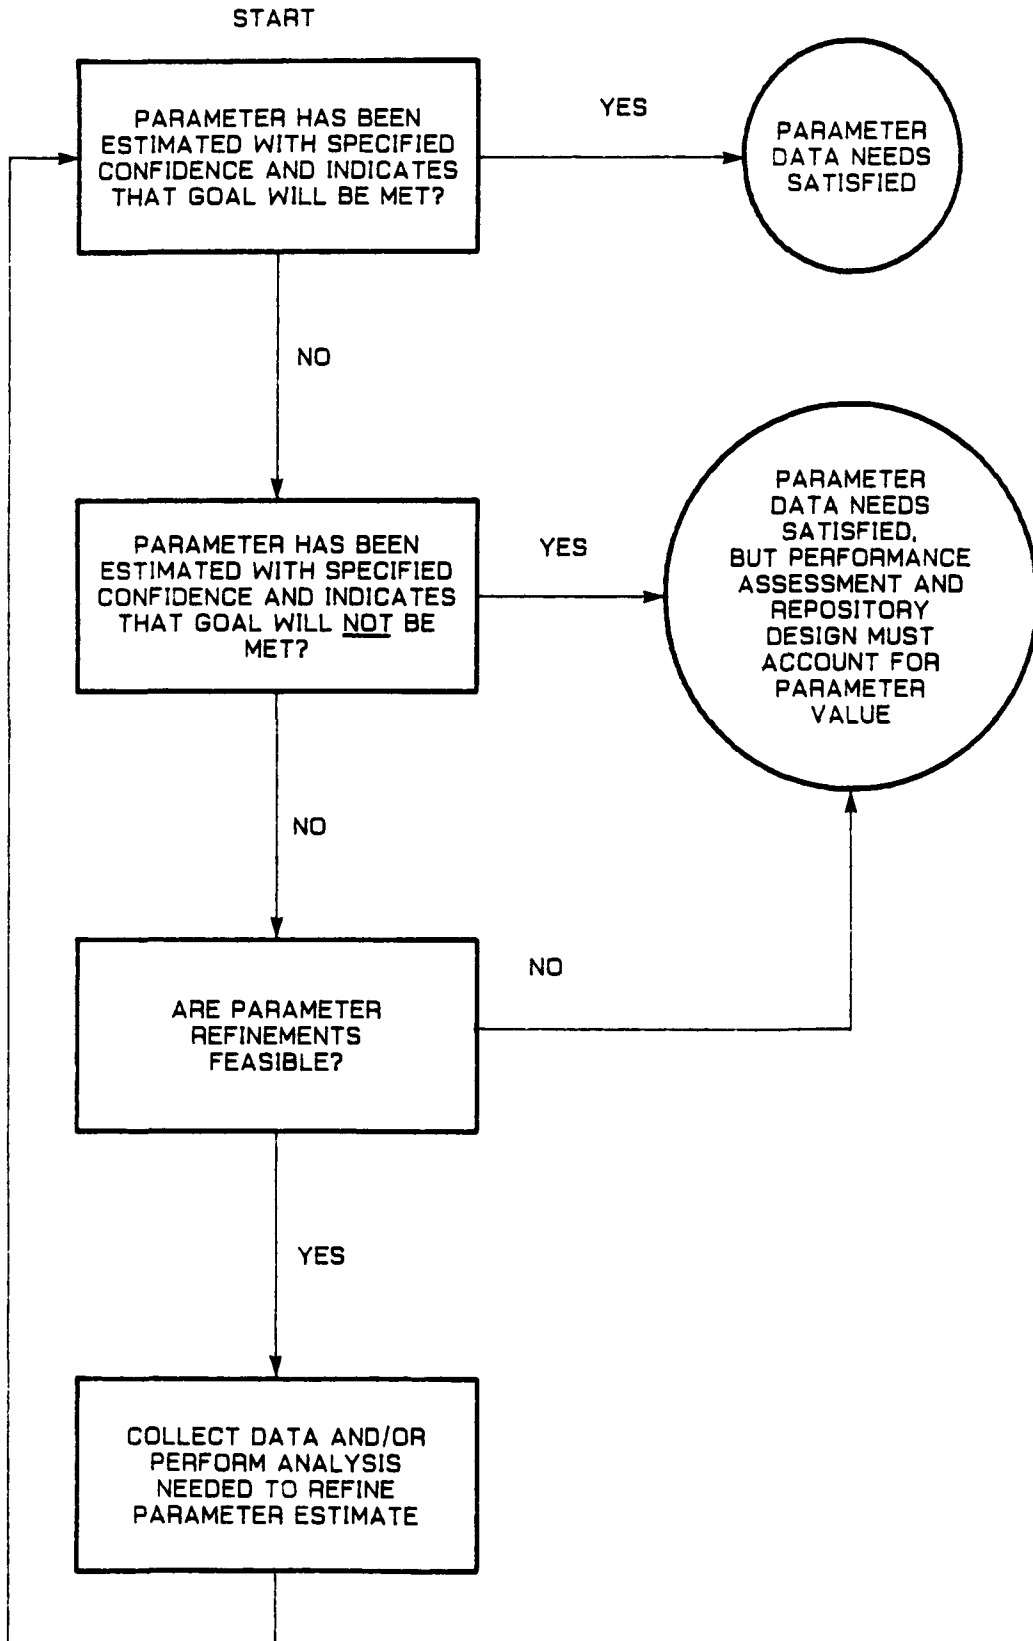 START
PARAMETER HAS BEEN
ESTIMATED WITH SPECIFIED
CONFIDENCE AND INDICATES
THAT GOAL WILL BE MET?
YES
PARAMETER
DATA NEEDS
SATISFIED
NO
PARAMETER HAS BEEN
ESTIMATED WITH SPECIFIED
CONFIDENCE AND INDICATES
THAT GOAL WILL NOT BE
MET?
YES
PARAMETER
DATA NEEDS
SATISFIED,
BUT PERFORMANCE
ASSESSMENT AND
REPOSITORY
DESIGN MUST
ACCOUNT FOR
PARAMETER
VALUE
NO
ARE PARAMETER
REFINEMENTS
FEASIBLE?
NO
YES
COLLECT DATA AND/OR
PERFORM ANALYSIS
NEEDED TO REFINE
PARAMETER ESTIMATE